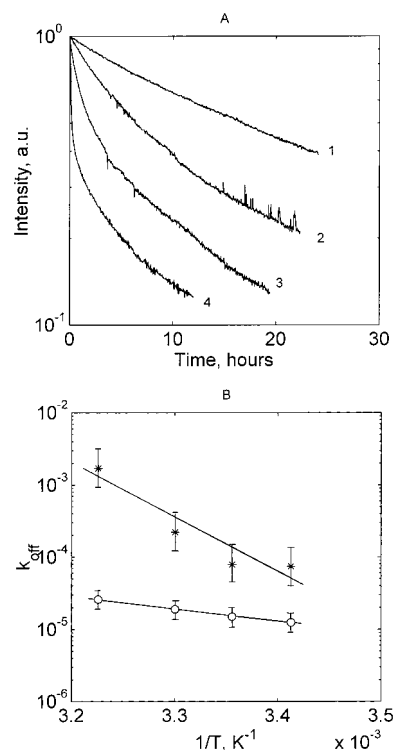 A
10⁰
Intensity, a.u.
10⁻¹
1
2
3
4
0 10 20 30
Time, hours
B
10⁻²
10⁻³
10⁻⁴
10⁻⁵
10⁻⁶
k_off
3.2 3.3 3.4 3.5
1/T, K⁻¹ x 10⁻³